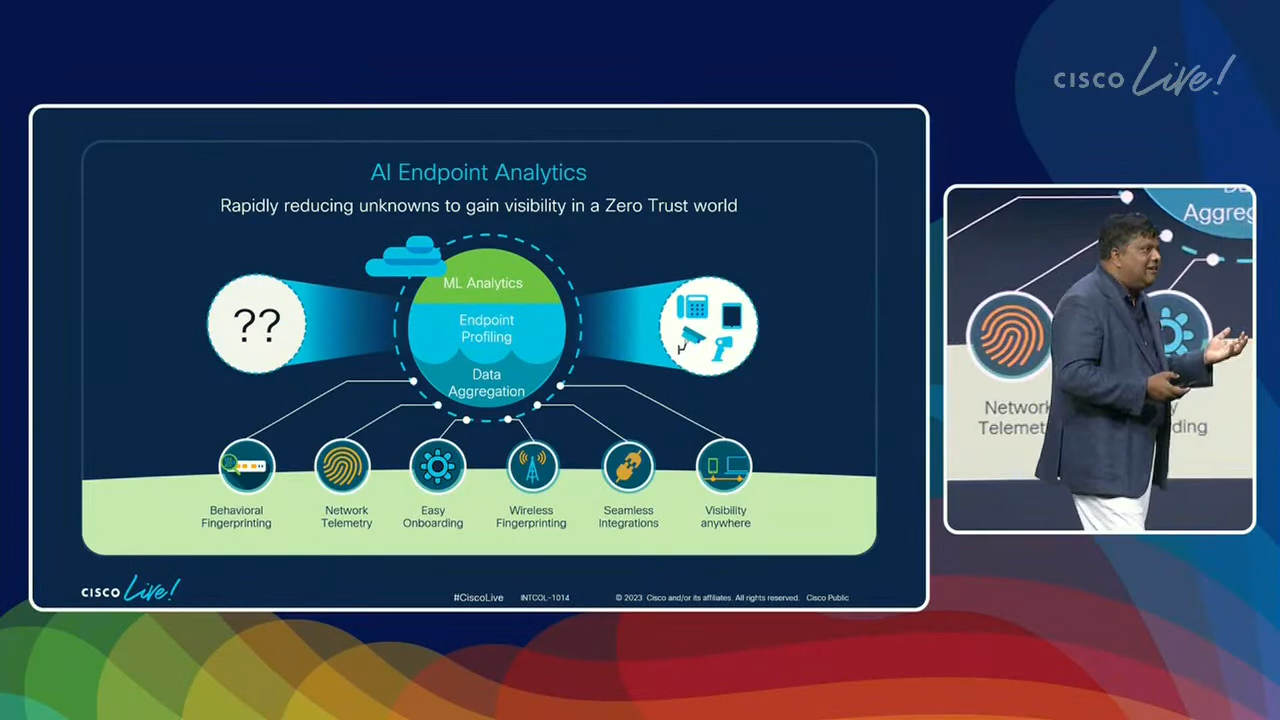 CISCO Live!
AI Endpoint Analytics
Rapidly reducing unknowns to gain visibility in a Zero Trust world
ML Analytics
Endpoint
Profiling
Data
Aggregation
??
Behavioral
Fingerprinting
Network
Telemetry
Easy
Onboarding
Wireless
Fingerprinting
Seamless
Integrations
Visibility
anywhere
CISCO Live!
#CiscoLive
INTCOL-1014
© 2023 Cisco and/or its affiliates. All rights reserved. Cisco Public
Aggreg
Network
Telemet
y
ding